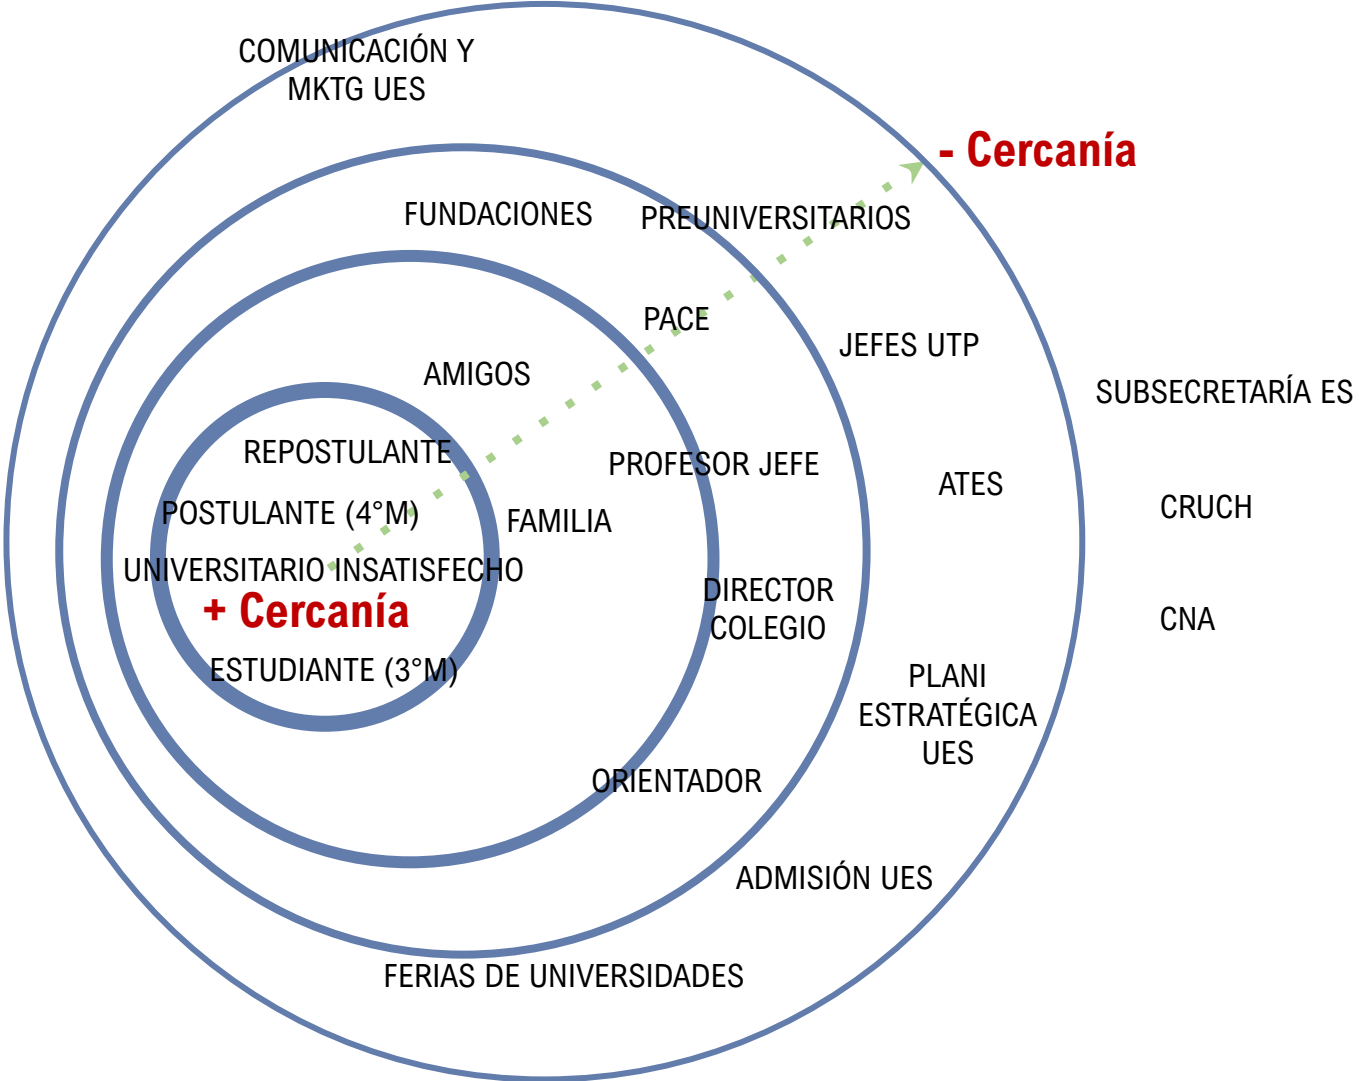 COMUNICACIÓN Y
MKTG UES
- Cercanía
FUNDACIONES
PREUNIVERSITARIOS
PACE
JEFES UTP
AMIGOS
SUBSECRETARÍA ES
REPOSTULANTE
PROFESOR JEFE
ATES
POSTULANTE (4°M)
FAMILIA
CRUCH
UNIVERSITARIO INSATISFECHO
+ Cercanía
DIRECTOR
COLEGIO
CNA
ESTUDIANTE (3°M)
PLANI
ESTRATÉGICA
UES
ORIENTADOR
ADMISIÓN UES
FERIAS DE UNIVERSIDADES